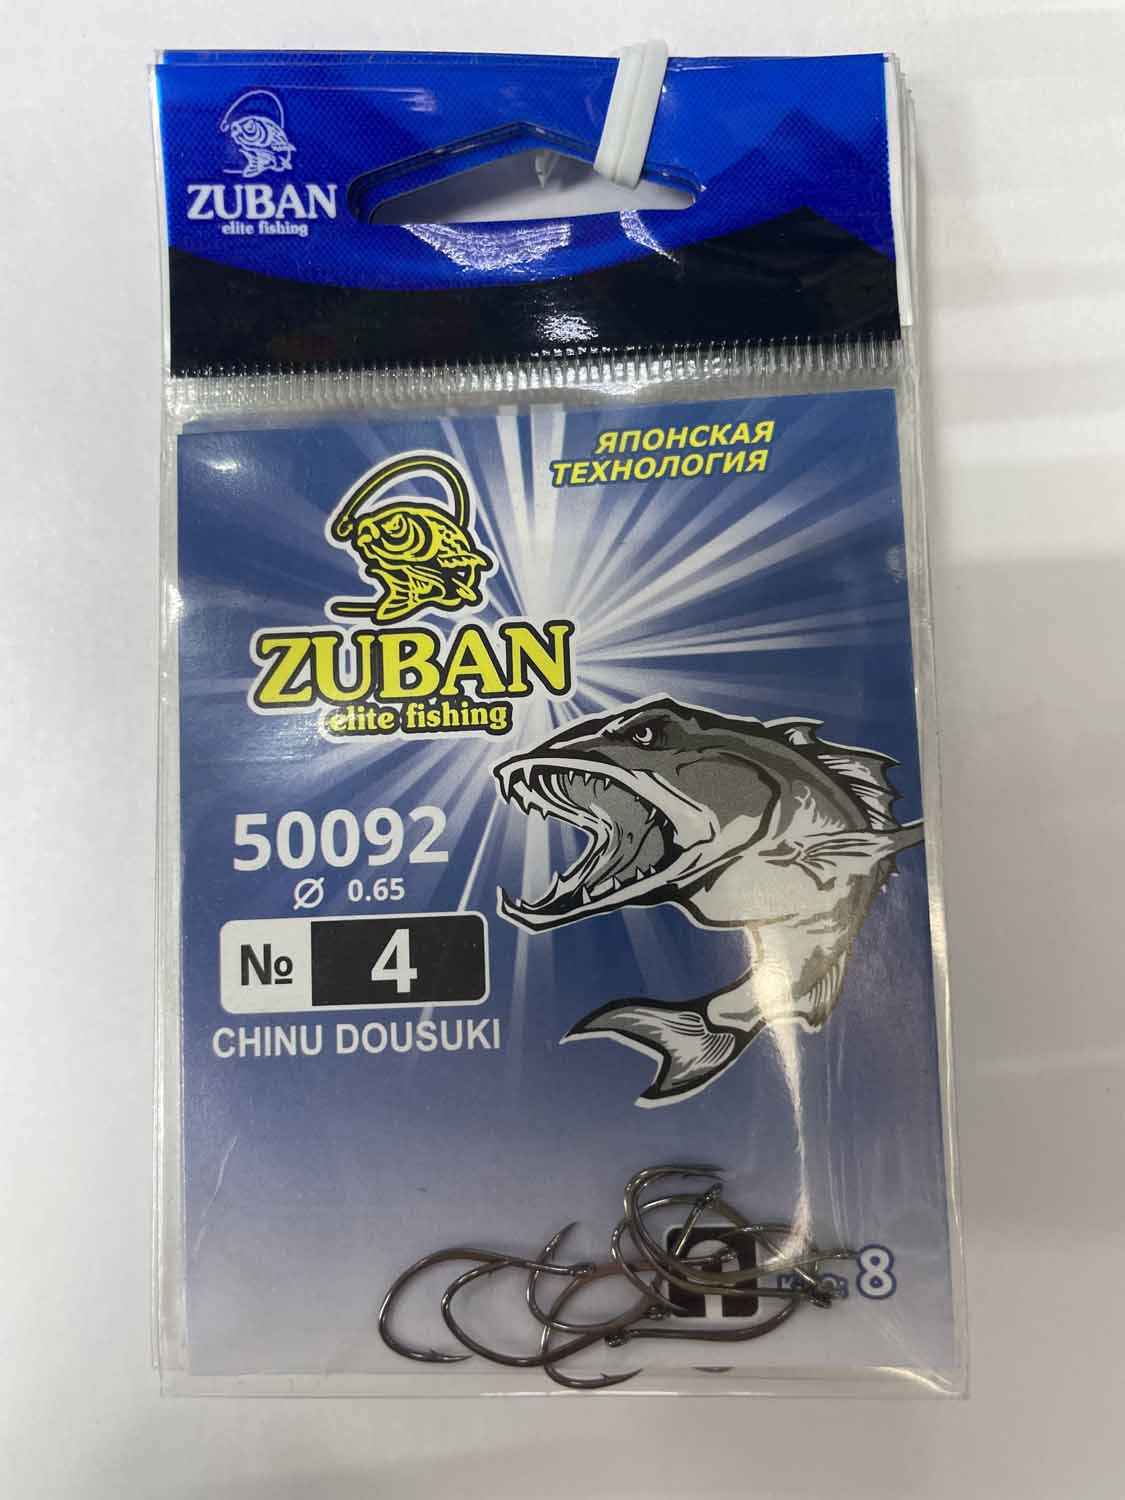 ZUBAN
elite fishing
ЯПОНСКАЯ
ТЕХНОЛОГИЯ
ZUBAN
elite fishing
50092
Ø 0.65
№ 4
CHINU DOUSUKI
8